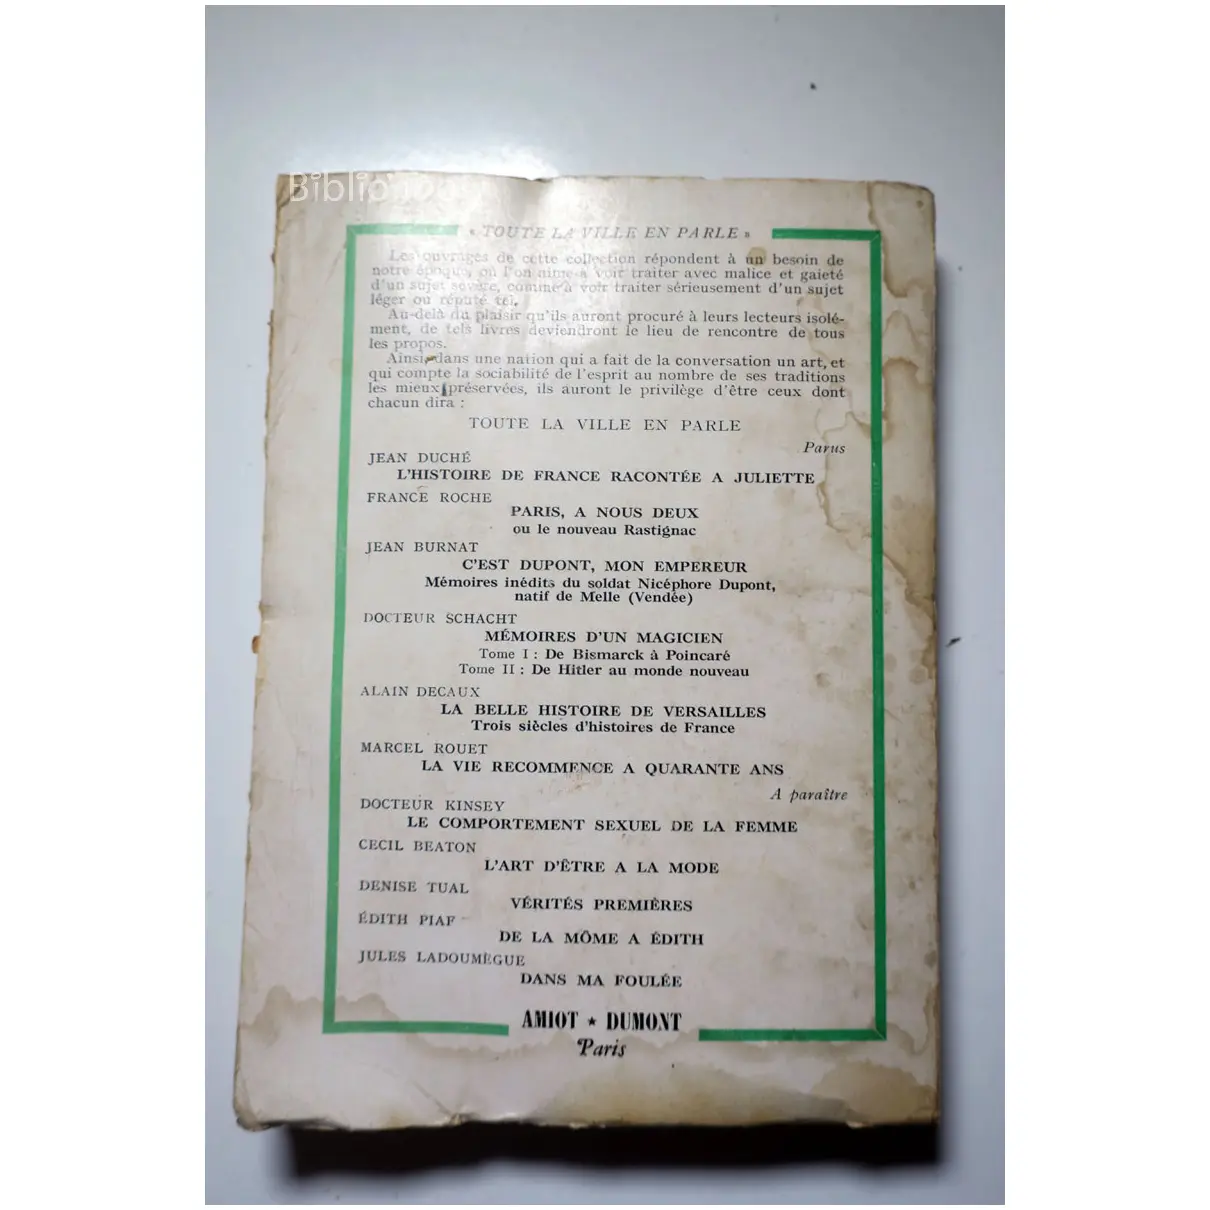 Biblio
« TOUTE LA VILLE EN PARLE »
Les ouvrages de cette collection répondent à un besoin de
notre époque, où l'on aime à voir traiter avec malice et gaieté
d'un sujet sévère, comme à voir traiter sérieusement d'un sujet
léger ou réputé tel.
Au-delà du plaisir qu'ils auront procuré à leurs lecteurs isolé-
ment, de tels livres deviendront le lieu de rencontre de tous
les propos.
Ainsi, dans une nation qui a fait de la conversation un art, et
qui compte la sociabilité de l'esprit au nombre de ses traditions
les mieux préservées, ils auront le privilège d'être ceux dont
chacun dira :
TOUTE LA VILLE EN PARLE
Parus
JEAN DUCHÉ
L'HISTOIRE DE FRANCE RACONTÉE A JULIETTE
FRANCE ROCHE
PARIS, A NOUS DEUX
ou le nouveau Rastignac
JEAN BURNAT
C'EST DUPONT, MON EMPEREUR
Mémoires inédits du soldat Nicéphore Dupont,
natif de Melle (Vendée)
DOCTEUR SCHACHT
MÉMOIRES D'UN MAGICIEN
Tome I : De Bismarck à Poincaré
Tome II : De Hitler au monde nouveau
ALAIN DECAUX
LA BELLE HISTOIRE DE VERSAILLES
Trois siècles d'histoires de France
MARCEL ROUET
LA VIE RECOMMENCE A QUARANTE ANS
A paraître
DOCTEUR KINSEY
LE COMPORTEMENT SEXUEL DE LA FEMME
CECIL BEATON
L'ART D'ÊTRE A LA MODE
DENISE TUAL
VÉRITÉS PREMIÈRES
ÉDITH PIAF
DE LA MÔME A ÉDITH
JULES LADOUMÈGUE
DANS MA FOULÉE
AMIOT ★ DUMONT
Paris